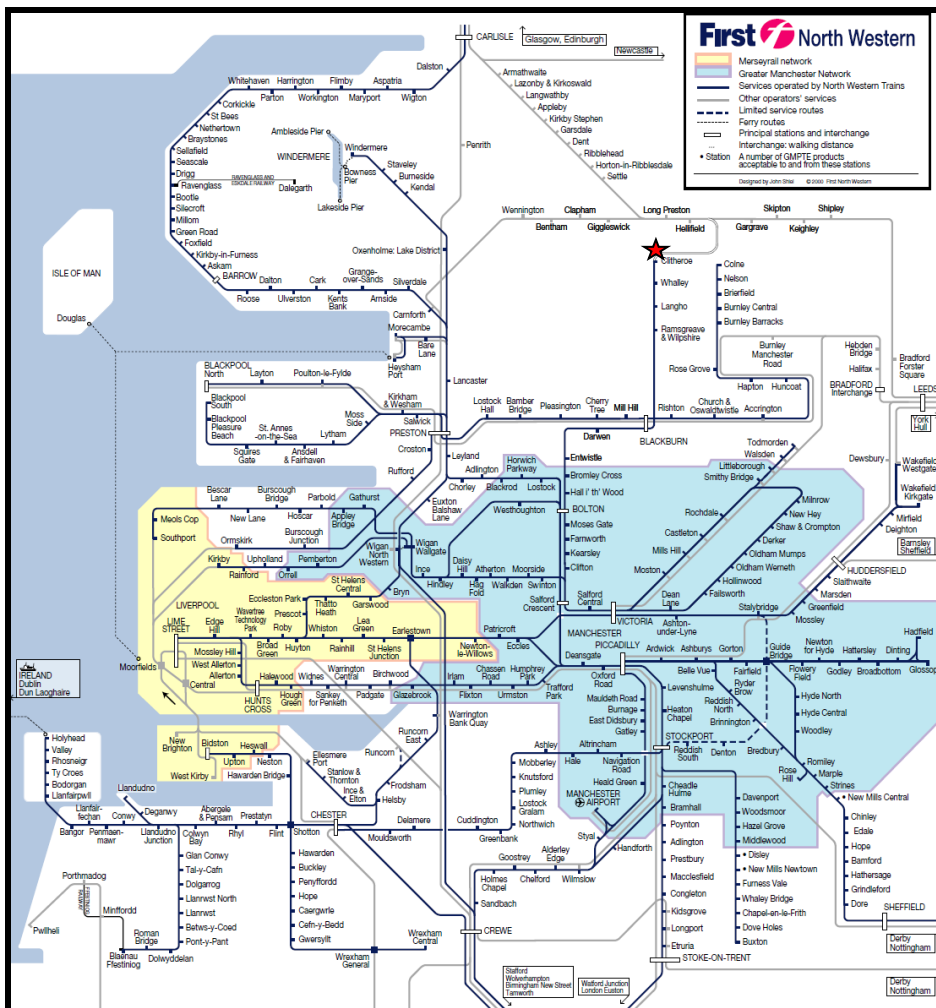 First North Western
Merseyrail network
Greater Manchester Network
Services operated by North Western Trains
Other operators' services
Limited service routes
Ferry routes
Principal stations and interchange
Interchange: walking distance
• Station
A number of GMPTE products
acceptable to and from these stations
Designed by John Shiel
© 2000 First North Western
CARLISLE
Glasgow, Edinburgh
Newcastle
Dalston
Whitehaven
Harrington
Flimby
Aspatria
Parton
Workington
Maryport
Wigton
Corkickle
St Bees
Nethertown
Braystones
Sellafield
Seascale
Drigg
Ravenglass
RAVENGLASS AND
ESKDALE RAILWAY
Dalegarth
Bootle
Silecroft
Millom
Green Road
Foxfield
Kirkby-in-Furness
Askam
BARROW
Ambleside Pier
WINDERMERE
Windermere
Bowness
Pier
Lakeside Pier
Staveley
Burneside
Kendal
Penrith
Armathwaite
Lazonby & Kirkoswald
Langwathby
Appleby
Kirkby Stephen
Garsdale
Dent
Ribblehead
Horton-in-Ribblesdale
Settle
Oxenholme: Lake District
Wennington
Clapham
Long Preston
Skipton
Shipley
Bentham
Giggleswick
Hellifield
Gargrave
Keighley
ISLE OF MAN
Douglas
Roose
Dalton
Ulverston
Cark
Kents
Bank
Grange-
over-Sands
Arnside
Silverdale
Carnforth
Morecambe
Bare
Lane
Heysham
Port
Lancaster
Clitheroe
Whalley
Langho
Ramsgreave
& Wilpshire
Colne
Nelson
Brierfield
Burnley Central
Burnley Barracks
Rose Grove
Burnley
Manchester
Road
Hapton
Huncoat
Hebden
Bridge
Halifax
BRADFORD
Interchange
Bradford
Forster
Square
LEEDS
York
Hull
BLACKPOOL
North
Layton
Poulton-le-Fylde
Blackpool
South
Blackpool
Pleasure
Beach
Squires
Gate
St. Annes
-on-the-Sea
Ansdell
& Fairhaven
Lytham
Moss
Side
Kirkham
& Wesham
Salwick
PRESTON
Lostock
Hall
Bamber
Bridge
Pleasington
Cherry
Tree
Mill Hill
Rishton
Church &
Oswaldtwistle
Accrington
BLACKBURN
Darwen
Entwistle
Bromley Cross
Hall i' th' Wood
BOLTON
Moses Gate
Farnworth
Kearsley
Clifton
Croston
Rufford
Leyland
Euxton
Balshaw
Lane
Adlington
Chorley
Horwich
Parkway
Blackrod
Lostock
Westhoughton
Todmorden
Walsden
Littleborough
Smithy Bridge
Rochdale
Castleton
Mills Hill
Moston
Milnrow
New Hey
Shaw & Crompton
Derker
Oldham Mumps
Oldham Werneth
Hollinwood
Failsworth
Dean
Lane
Dewsbury
Wakefield
Westgate
Wakefield
Kirkgate
Mirfield
Deighton
Barnsley
Sheffield
HUDDERSFIELD
Slaithwaite
Marsden
Greenfield
Mossley
Stalybridge
Ashton-
under-Lyne
Meols Cop
Southport
Bescar
Lane
Burscough
Bridge
Parbold
Gathurst
New Lane
Hoscar
Appley
Bridge
Burscough
Junction
Ormskirk
Kirkby
Upholland
Pemberton
Rainford
Orrell
Wigan
North
Western
Wigan
Wallgate
Ince
Hindley
Daisy
Hill
Hag
Fold
Atherton
Walkden
Moorside
Swinton
Salford
Crescent
Salford
Central
VICTORIA
MANCHESTER
PICCADILLY
Bryn
Garswood
St Helens
Central
Thatto
Heath
Eccleston Park
Prescot
LIVERPOOL
LIME
STREET
Edge
Hill
Wavertree
Technology
Park
Broad
Green
Roby
Huyton
Whiston
Rainhill
Lea
Green
St Helens
Junction
Earlestown
Newton-
le-Willows
Patricroft
Eccles
Deansgate
Moorfields
Central
Mossley Hill
West Allerton
Allerton
HUNTS
CROSS
Halewood
Hough
Green
Widnes
Sankey
for Penketh
Warrington
Central
Padgate
Birchwood
Glazebrook
Irlam
Flixton
Chassen
Road
Urmston
Humphrey
Park
Trafford
Park
Oxford
Road
Mauldeth Road
Burnage
East Didsbury
Gatley
Heald Green
MANCHESTER
AIRPORT
Ardwick
Ashburys
Gorton
Belle Vue
Fairfield
Ryder
Brow
Reddish
North
Brinnington
Guide
Bridge
Flowery
Field
Newton
for Hyde
Godley
Hattersley
Broadbottom
Dinting
Hadfield
Glossop
Hyde North
Hyde Central
Woodley
Bredbury
Romiley
Rose
Hill
Marple
Strines
New Mills Central
Chinley
Edale
Hope
Bamford
Hathersage
Grindleford
Dore
SHEFFIELD
Derby
Nottingham
Derby
Nottingham
Levenshulme
Heaton
Chapel
STOCKPORT
Reddish
South
Denton
Cheadle
Hulme
Bramhall
Poynton
Adlington
Prestbury
Macclesfield
Congleton
Kidsgrove
Longport
Etruria
STOKE-ON-TRENT
Davenport
Woodsmoor
Hazel Grove
Middlewood
• Disley
• New Mills Newtown
Furness Vale
Whaley Bridge
Chapel-en-le-Frith
Dove Holes
Buxton
IRELAND
Dublin
Dun Laoghaire
New
Brighton
Bidston
Upton
Heswall
Neston
West Kirby
Hawarden Bridge
Holyhead
Valley
Rhosneigr
Ty Croes
Bodorgan
Llanfairpwll
Bangor
Llanfair-
fechan
Penmaen-
mawr
Conwy
Llandudno
Deganwy
Llandudno
Junction
Colwyn
Bay
Abergele
& Pensarn
Rhyl
Prestatyn
Flint
Shotton
CHESTER
Ellesmere
Port
Stanlow &
Thornton
Ince &
Elton
Runcorn
Runcorn
East
Frodsham
Helsby
Warrington
Bank Quay
Mouldsworth
Delamere
Cuddington
Greenbank
Northwich
Lostock
Gralam
Plumley
Knutsford
Mobberley
Ashley
Hale
Altrincham
Navigation
Road
Styal
Handforth
Wilmslow
Alderley
Edge
Chelford
Goostrey
Holmes
Chapel
Sandbach
CREWE
Glan Conwy
Tal-y-Cafn
Dolgarrog
Llanrwst North
Llanrwst
Betws-y-Coed
Pont-y-Pant
Dolwyddelan
Roman
Bridge
Blaenau
Ffestiniog
Porthmadog
FFESTINIOG
RAILWAY
Minffordd
Pwllheli
Hawarden
Buckley
Penyffordd
Hope
Caergwrle
Cefn-y-Bedd
Gwersyllt
Wrexham
General
Wrexham
Central
Stafford
Wolverhampton
Birmingham New Street
Tamworth
Watford Junction
London Euston